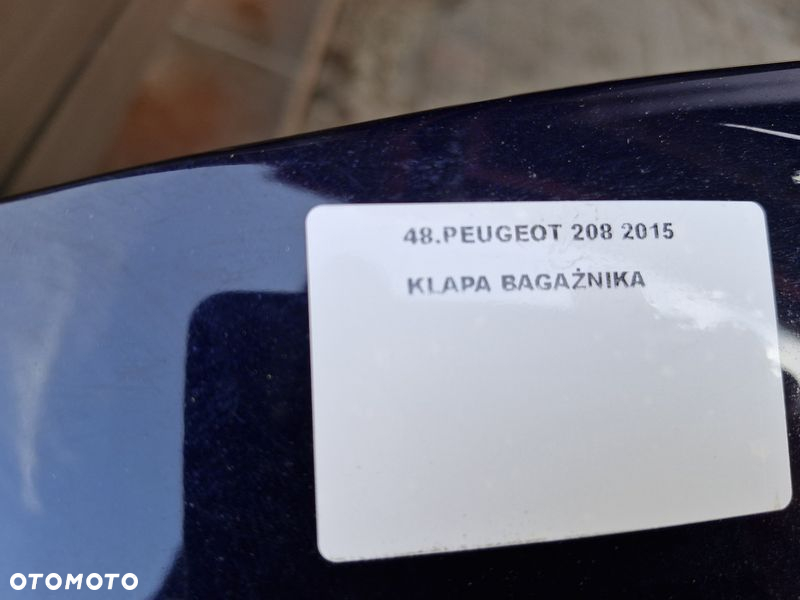 48.PEUGEOT 208 2015
KLAPA BAGAŻNIKA
OTOMOTO